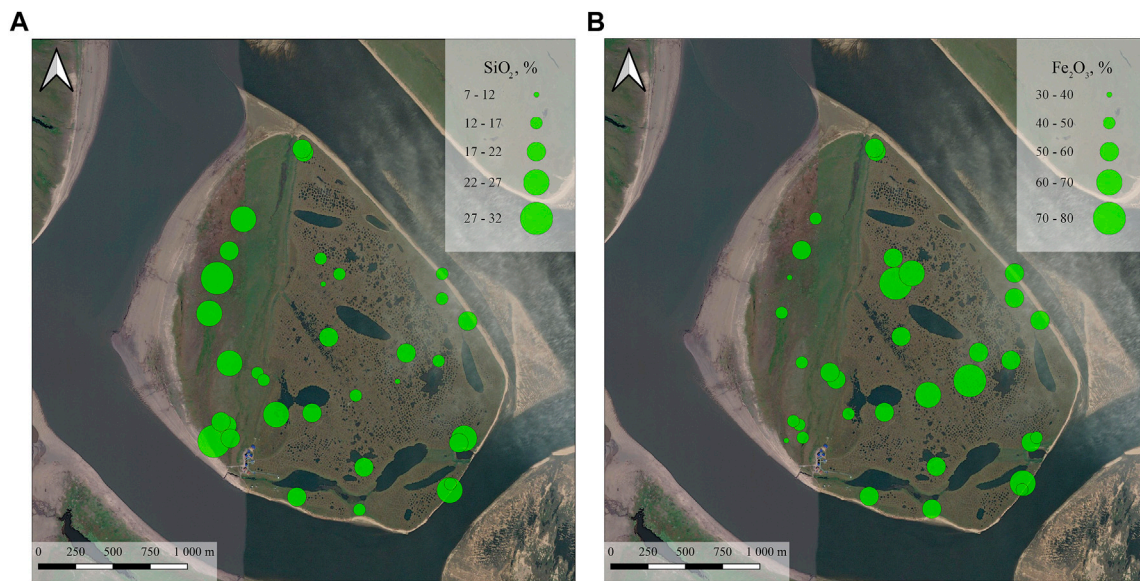 A
SiO2, %
7 - 12
12 - 17
17 - 22
22 - 27
27 - 32
0 250 500 750 1 000 m
B
Fe2O3, %
30 - 40
40 - 50
50 - 60
60 - 70
70 - 80
0 250 500 750 1 000 m